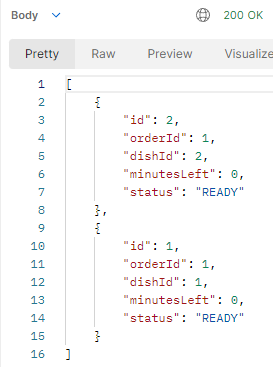 Body 200 OK
Pretty Raw Preview Visualize
1 [
2 {
3 "id": 2,
4 "orderId": 1,
5 "dishId": 2,
6 "minutesLeft": 0,
7 "status": "READY"
8 },
9 {
10 "id": 1,
11 "orderId": 1,
12 "dishId": 1,
13 "minutesLeft": 0,
14 "status": "READY"
15 }
16 ]